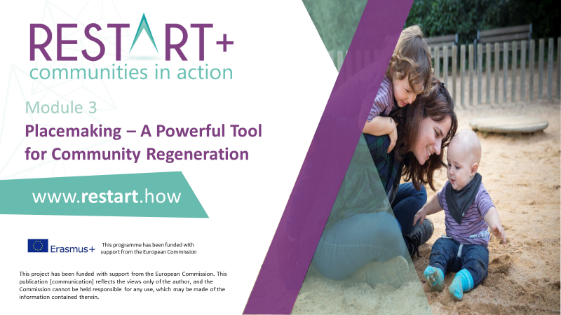 RESTART+
communities in action
Module 3
Placemaking – A Powerful Tool
for Community Regeneration
www.restart.how
Erasmus+
This programme has been funded with
support from the European Commission
This project has been funded with support from the European Commission. This
publication [communication] reflects the views only of the author, and the
Commission cannot be held responsible for any use, which may be made of the
information contained therein.